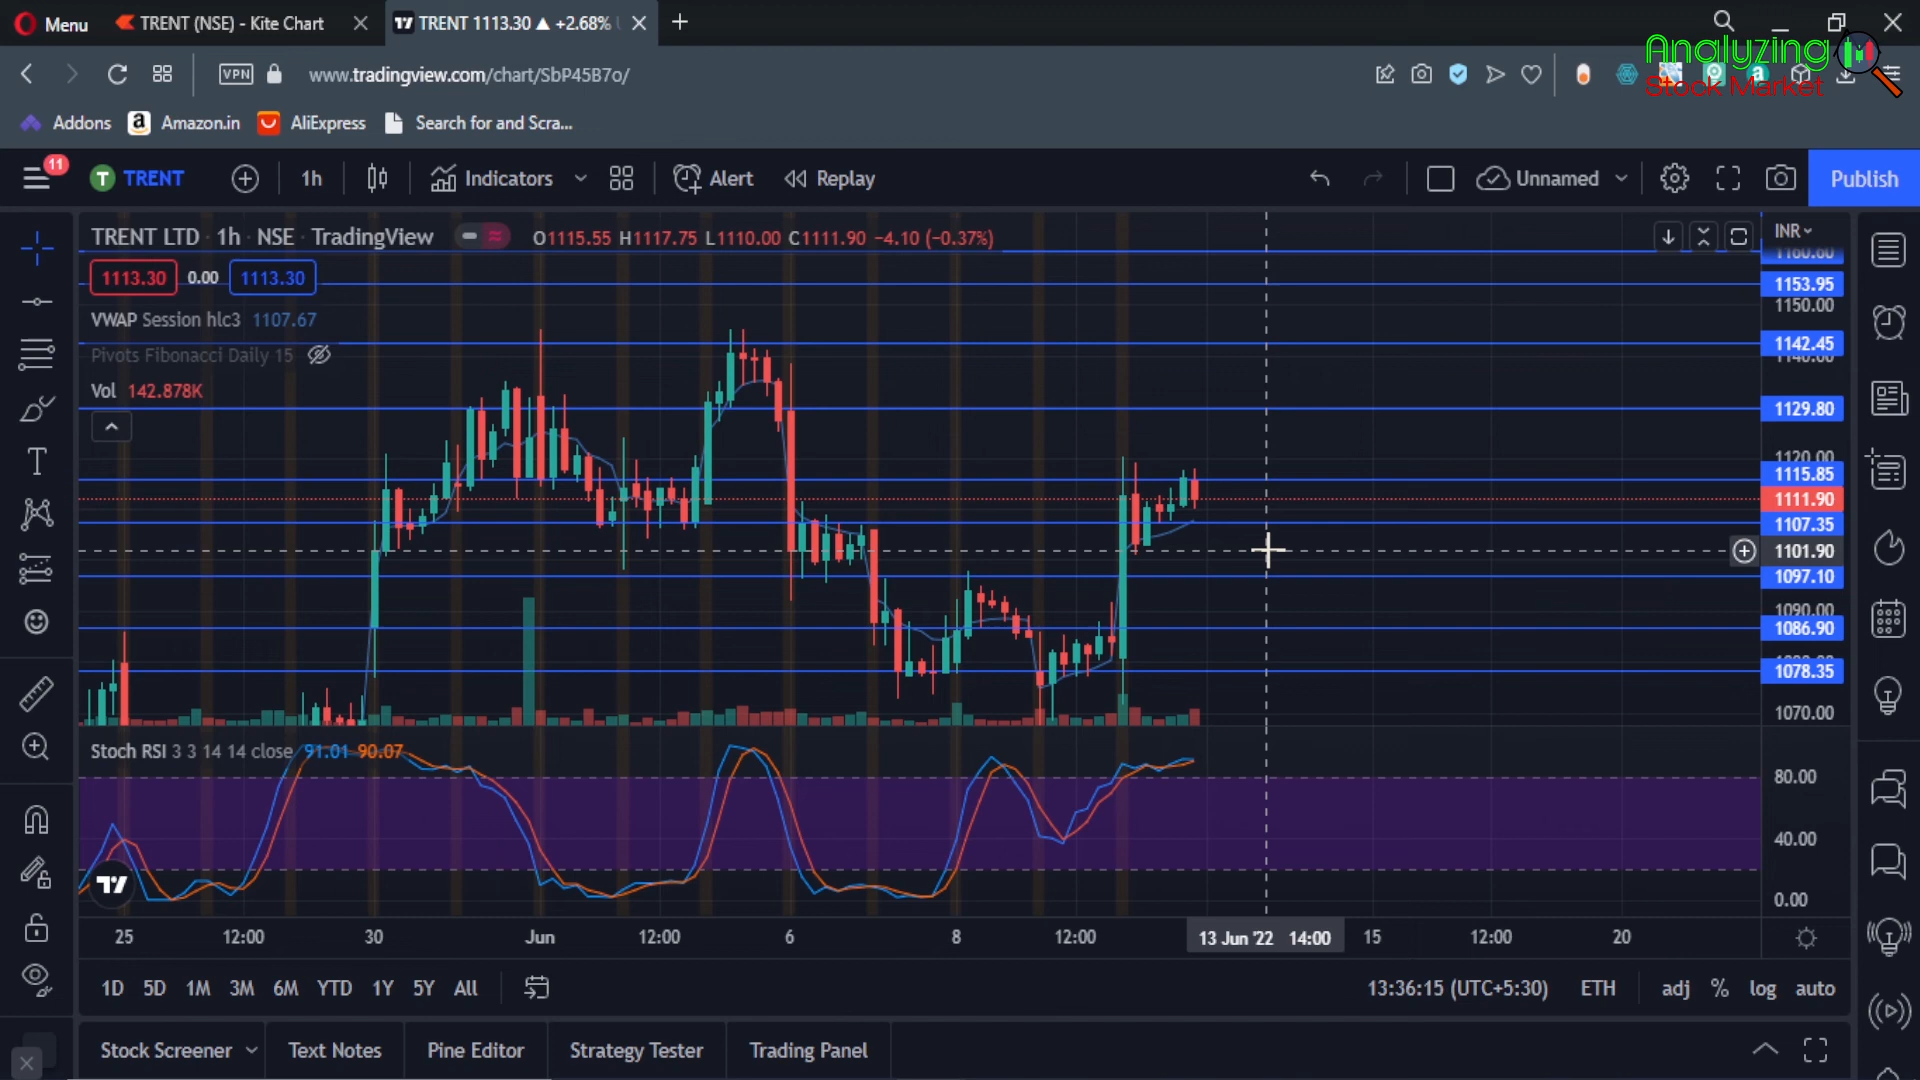 Menu
TRENT (NSE) - Kite Chart
TRENT 1113.30 ▲ +2.68%
Analyzing
Stock Market
VPN
www.tradingview.com/chart/SbP45B7o/
Addons
Amazon.in
AliExpress
Search for and Scra...
11
T TRENT
1h
Indicators
Alert
Replay
Unnamed
Publish
TRENT LTD · 1h · NSE · TradingView
O1115.55 H1117.75 L1110.00 C1111.90 −4.10 (−0.37%)
INR
1160.60
1113.30 0.00 1113.30
1153.95
1150.00
VWAP Session hlc3 1107.67
1142.45
1140.00
Pivots Fibonacci Daily 15
Vol 142.878K
1129.80
1120.00
1115.85
1111.90
1107.35
1101.90
1097.10
1090.00
1086.90
1078.35
1070.00
Stoch RSI 3 3 14 14 close 91.01 90.07
80.00
40.00
0.00
25 12:00 30 Jun 12:00 6 8 12:00 13 Jun '22 14:00 15 12:00 20
1D 5D 1M 3M 6M YTD 1Y 5Y All
13:36:15 (UTC+5:30) ETH adj % log auto
Stock Screener Text Notes Pine Editor Strategy Tester Trading Panel